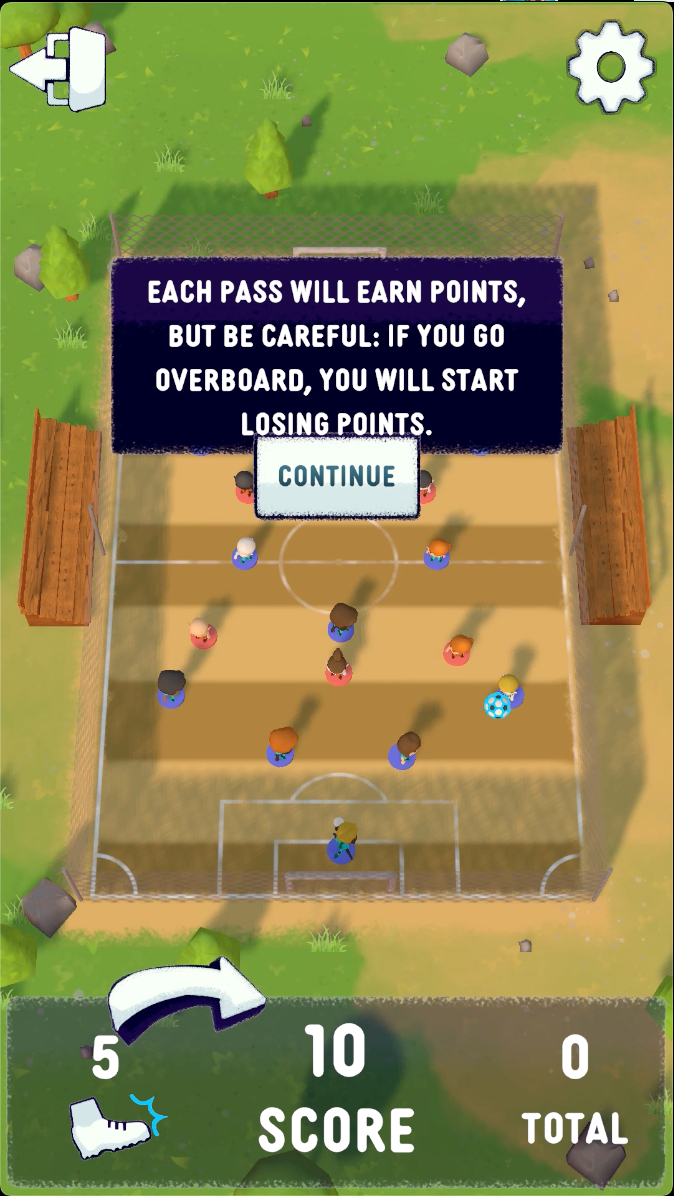 EACH PASS WILL EARN POINTS,
BUT BE CAREFUL: IF YOU GO
OVERBOARD, YOU WILL START
LOSING POINTS.
CONTINUE
5
10
0
SCORE
TOTAL